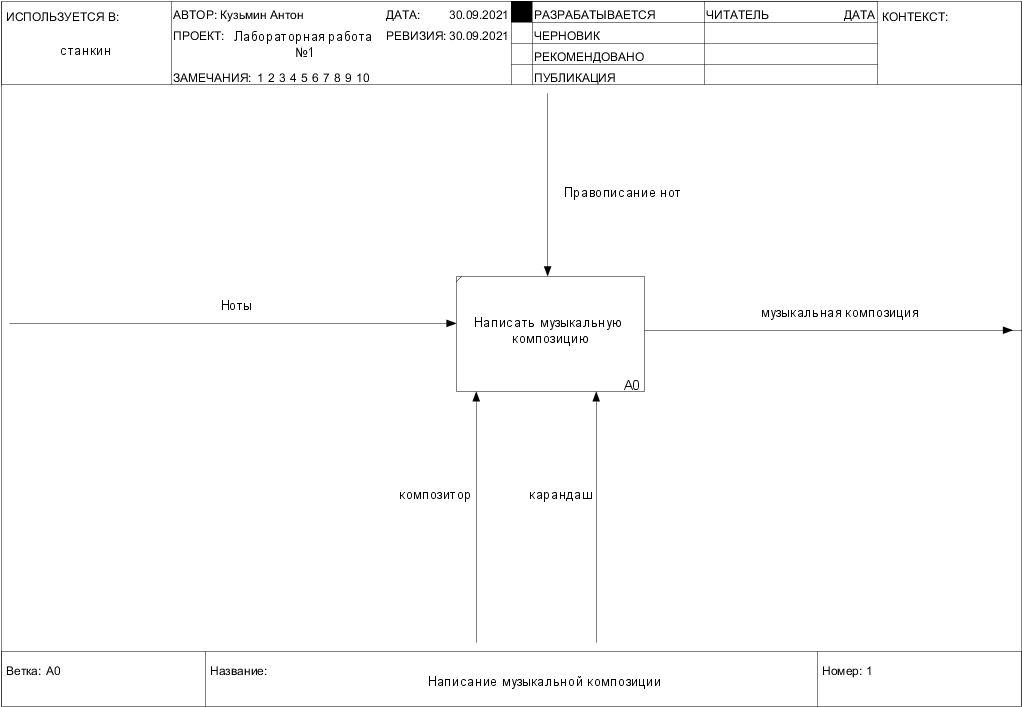 ИСПОЛЬЗУЕТСЯ В:
станкин
АВТОР: Кузьмин Антон
ДАТА: 30.09.2021
ПРОЕКТ: Лабораторная работа
№1
РЕВИЗИЯ: 30.09.2021
ЗАМЕЧАНИЯ: 1 2 3 4 5 6 7 8 9 10
РАЗРАБАТЫВАЕТСЯ
ЧЕРНОВИК
РЕКОМЕНДОВАНО
ПУБЛИКАЦИЯ
ЧИТАТЕЛЬ ДАТА
КОНТЕКСТ:
Правописание нот
Ноты
Написать музыкальную
композицию
A0
музыкальная композиция
композитор
карандаш
Ветка: A0
Название:
Написание музыкальной композиции
Номер: 1